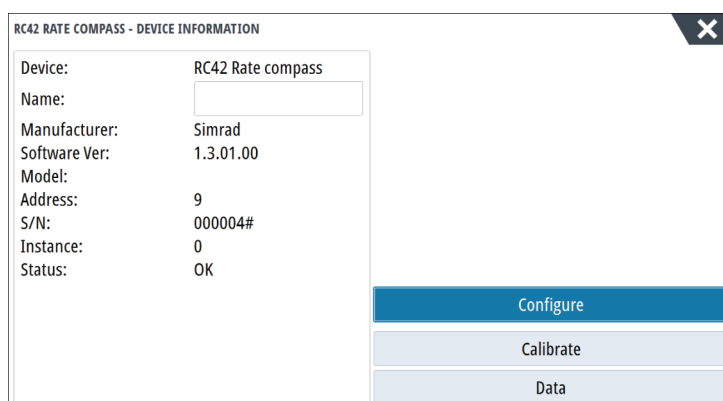 RC42 RATE COMPASS - DEVICE INFORMATION
Device: RC42 Rate compass
Name:
Manufacturer: Simrad
Software Ver: 1.3.01.00
Model:
Address: 9
S/N: 000004#
Instance: 0
Status: OK
Configure
Calibrate
Data